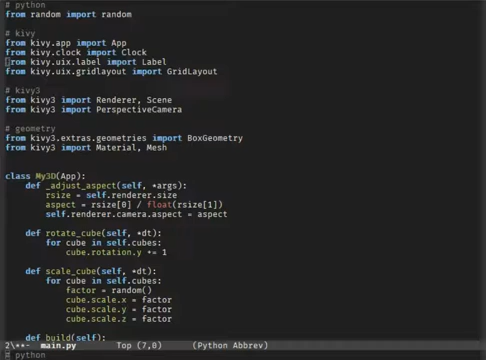 # python
from random import random
# kivy
from kivy.app import App
from kivy.clock import Clock
from kivy.uix.label import Label
from kivy.uix.gridlayout import GridLayout
# kivy3
from kivy3 import Renderer, Scene
from kivy3 import PerspectiveCamera
# geometry
from kivy3.extras.geometries import BoxGeometry
from kivy3 import Material, Mesh
class My3D(App):
    def _adjust_aspect(self, *args):
        rsize = self.renderer.size
        aspect = rsize[0] / float(rsize[1])
        self.renderer.camera.aspect = aspect
    def rotate_cube(self, *dt):
        for cube in self.cubes:
            cube.rotation.y += 1
    def scale_cube(self, *dt):
        for cube in self.cubes:
            factor = random()
            cube.scale.x = factor
            cube.scale.y = factor
            cube.scale.z = factor
    def build(self):
2\**-  main.py        Top (7,0)      (Python Abbrev)
# python